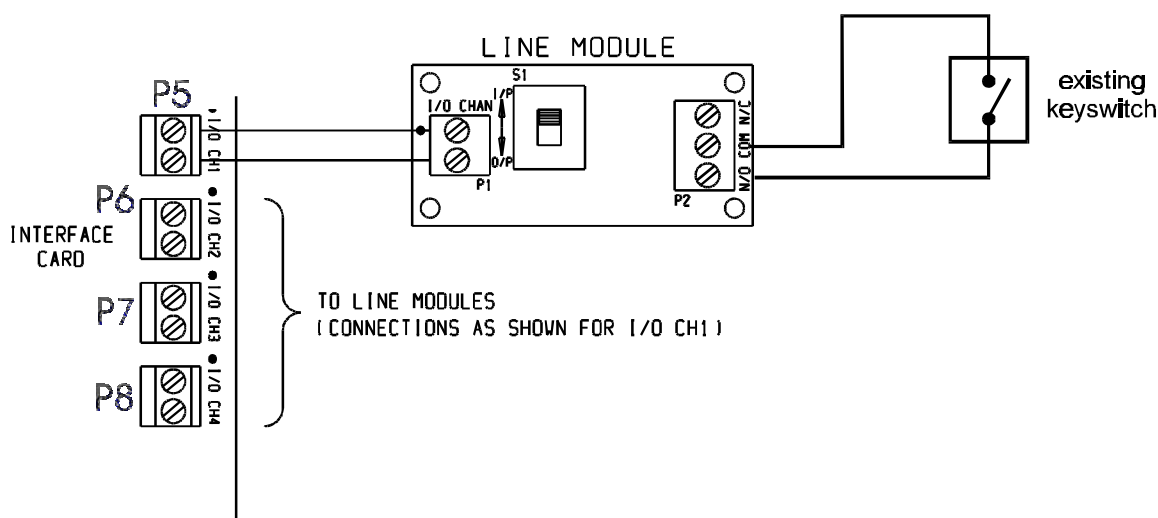 LINE MODULE
P5
I/O CH1
I/O CHAN
P1
S1
I/P
O/P
N/C
COM
N/O
P2
existing
keyswitch
P6
I/O CH2
INTERFACE
CARD
P7
I/O CH3
P8
I/O CH4
TO LINE MODULES
(CONNECTIONS AS SHOWN FOR I/O CH1)